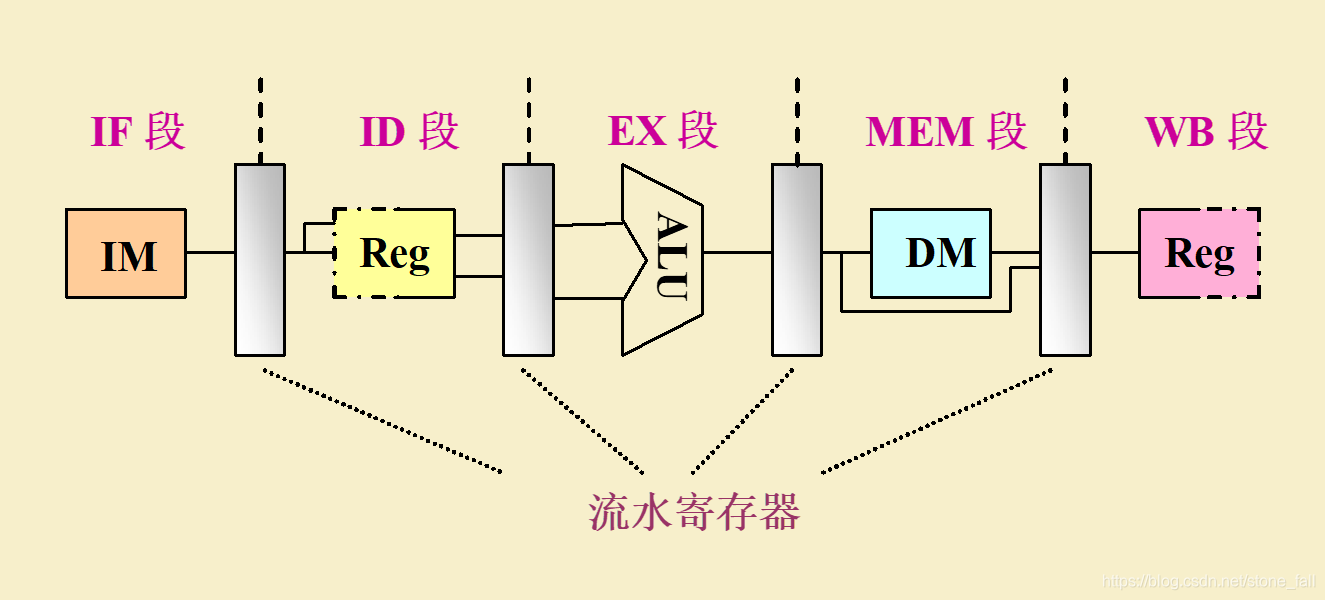 IF 段 ID 段 EX 段 MEM 段 WB 段
IM Reg ALU DM Reg
流水寄存器
https://blog.csdn.net/stone_fall